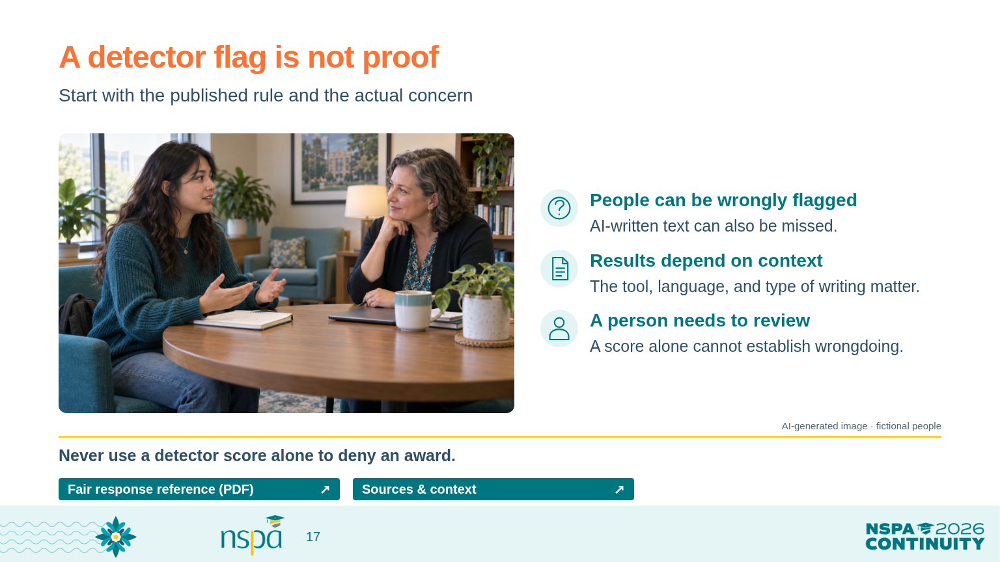 A detector flag is not proof
Start with the published rule and the actual concern
People can be wrongly flagged
AI-written text can also be missed.
Results depend on context
The tool, language, and type of writing matter.
A person needs to review
A score alone cannot establish wrongdoing.
AI-generated image · fictional people
Never use a detector score alone to deny an award.
Fair response reference (PDF) ↗
Sources & context ↗
nspa
17
NSPA 2026
CONTINUITY